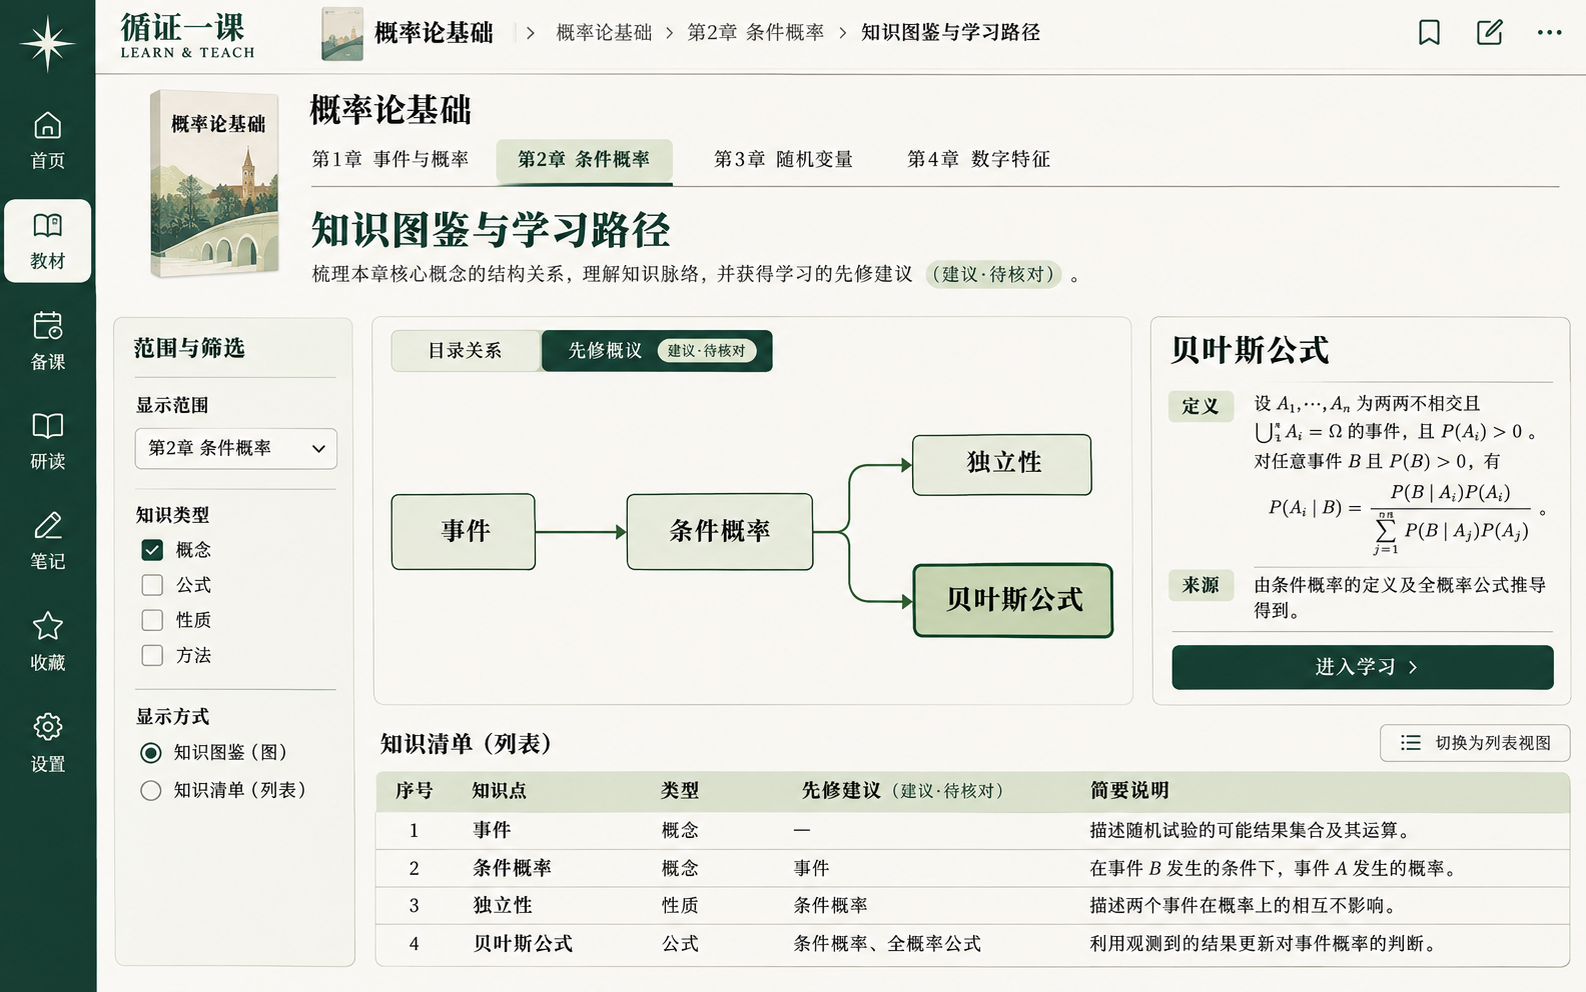 循证一课
LEARN & TEACH
概率论基础 > 概率论基础 > 第2章 条件概率 > 知识图鉴与学习路径
首页
教材
备课
研读
笔记
收藏
设置
概率论基础
概率论基础
第1章 事件与概率 第2章 条件概率 第3章 随机变量 第4章 数字特征
知识图鉴与学习路径
梳理本章核心概念的结构关系，理解知识脉络，并获得学习的先修建议 （建议·待核对）。
范围与筛选
显示范围
第2章 条件概率
知识类型
概念
公式
性质
方法
显示方式
知识图鉴（图）
知识清单（列表）
目录关系 先修概议 建议·待核对
事件
条件概率
独立性
贝叶斯公式
贝叶斯公式
定义
设 A₁,⋯,Aₙ 为两两不相交且
⋃ Aᵢ = Ω 的事件，且 P(Aᵢ) > 0 。
对任意事件 B 且 P(B) > 0，有
P(Aᵢ | B) = P(B | Aᵢ)P(Aᵢ)
∑ j=1 P(B | Aⱼ)P(Aⱼ) 。
来源
由条件概率的定义及全概率公式推导
得到。
进入学习 >
知识清单（列表）
切换为列表视图
序号 知识点 类型 先修建议（建议·待核对） 简要说明
1 事件 概念 — 描述随机试验的可能结果集合及其运算。
2 条件概率 概念 事件 在事件 B 发生的条件下，事件 A 发生的概率。
3 独立性 性质 条件概率 描述两个事件在概率上的相互不影响。
4 贝叶斯公式 公式 条件概率、全概率公式 利用观测到的结果更新对事件概率的判断。